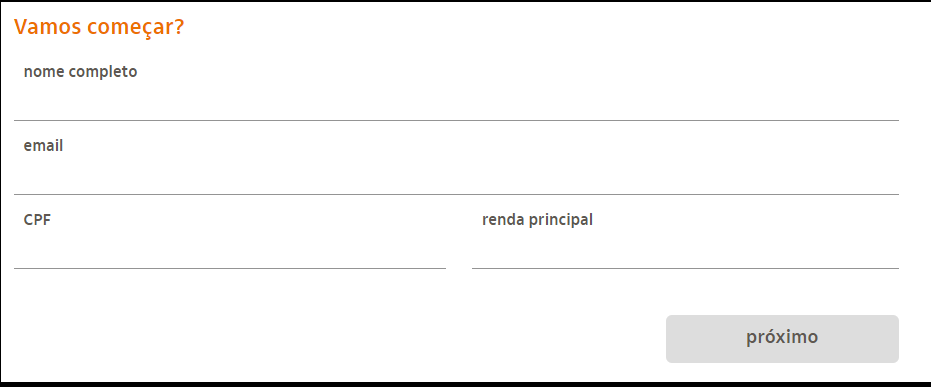 Vamos começar?
nome completo
email
CPF
renda principal
próximo